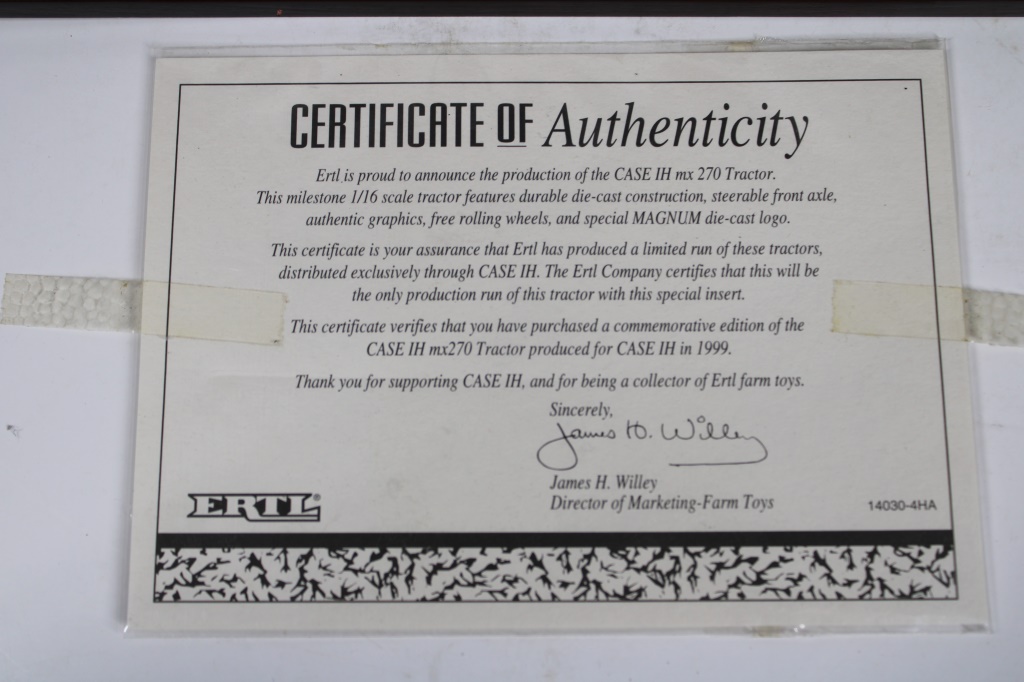 CERTIFICATE OF Authenticity
Ertl is proud to announce the production of the CASE IH mx 270 Tractor.
This milestone 1/16 scale tractor features durable die-cast construction, steerable front axle,
authentic graphics, free rolling wheels, and special MAGNUM die-cast logo.
This certificate is your assurance that Ertl has produced a limited run of these tractors,
distributed exclusively through CASE IH. The Ertl Company certifies that this will be
the only production run of this tractor with this special insert.
This certificate verifies that you have purchased a commemorative edition of the
CASE IH mx270 Tractor produced for CASE IH in 1999.
Thank you for supporting CASE IH, and for being a collector of Ertl farm toys.
Sincerely,
James H. Willey
James H. Willey
Director of Marketing-Farm Toys
ERTL®
14030-4HA